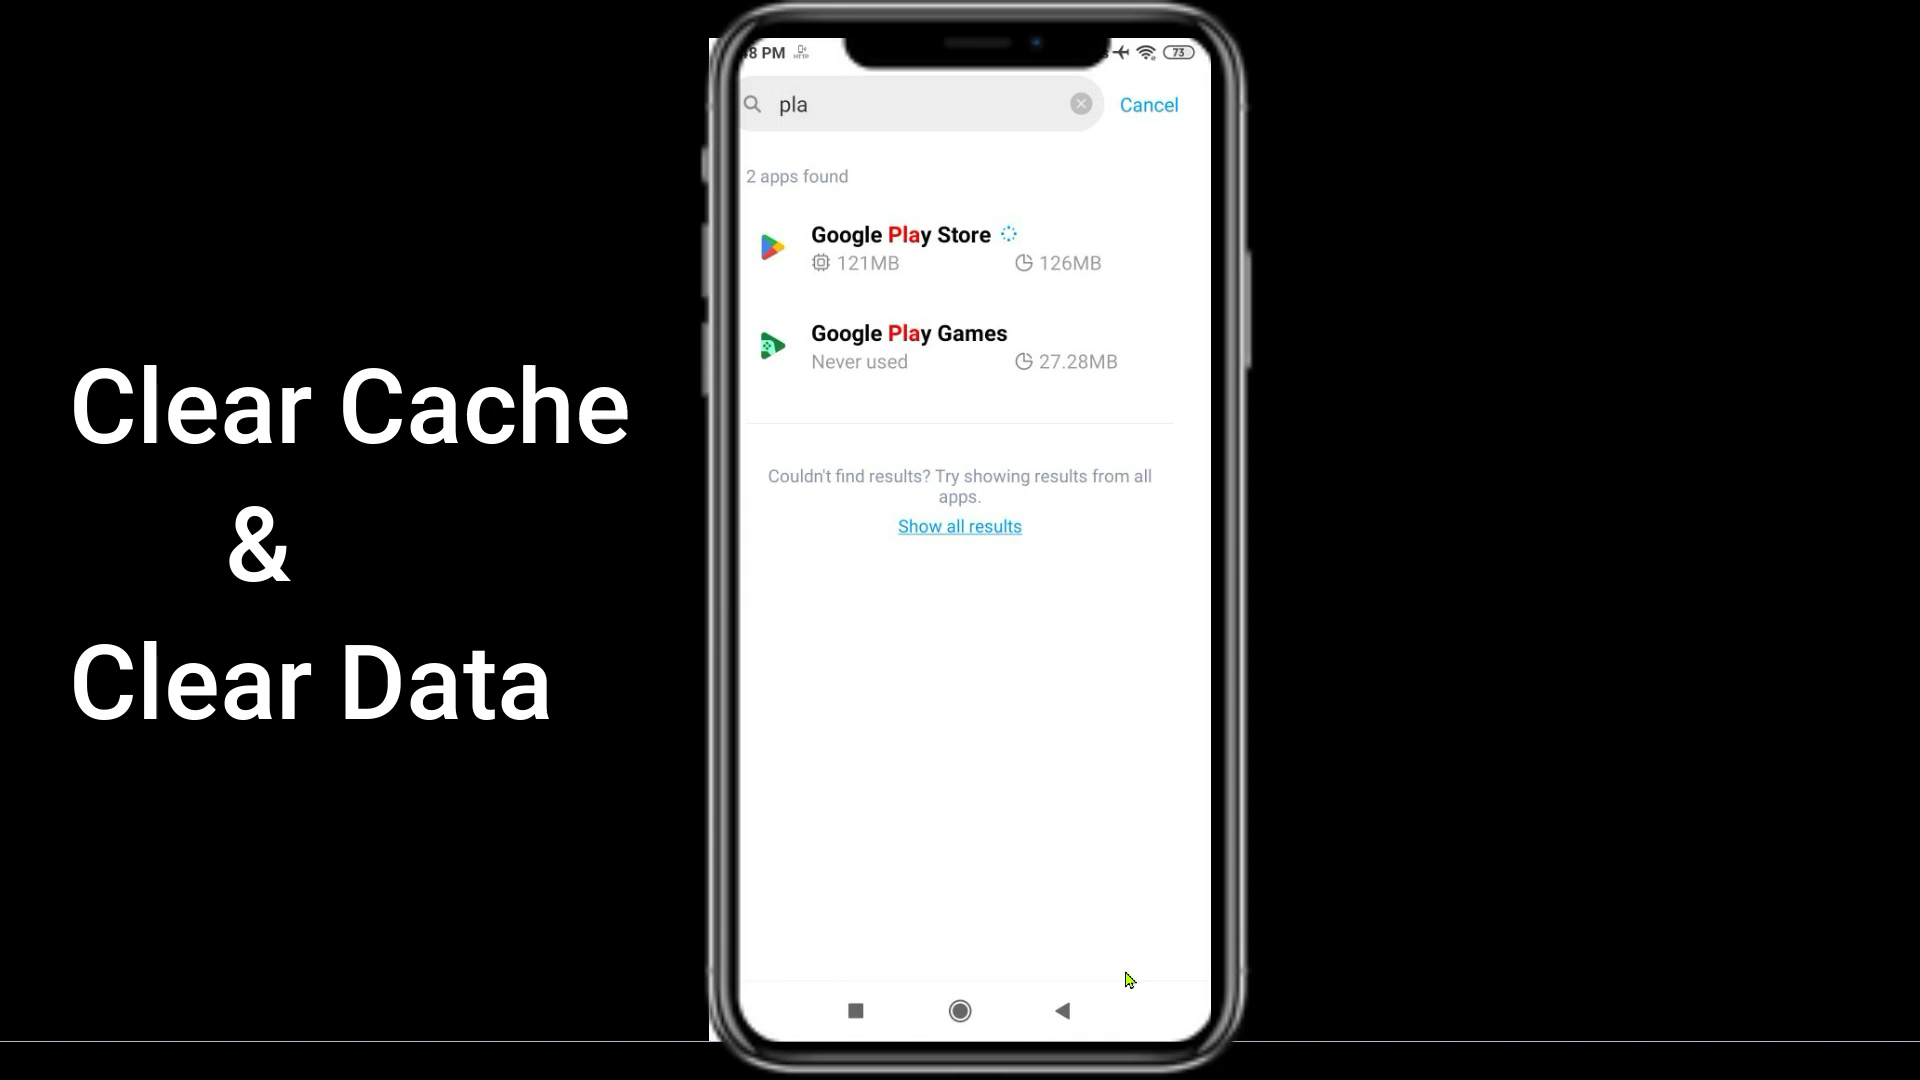 8 PM
73
pla
Cancel
2 apps found
Google Play Store
121MB 126MB
Google Play Games
Never used 27.28MB
Couldn't find results? Try showing results from all
apps.
Show all results
Clear Cache
&
Clear Data